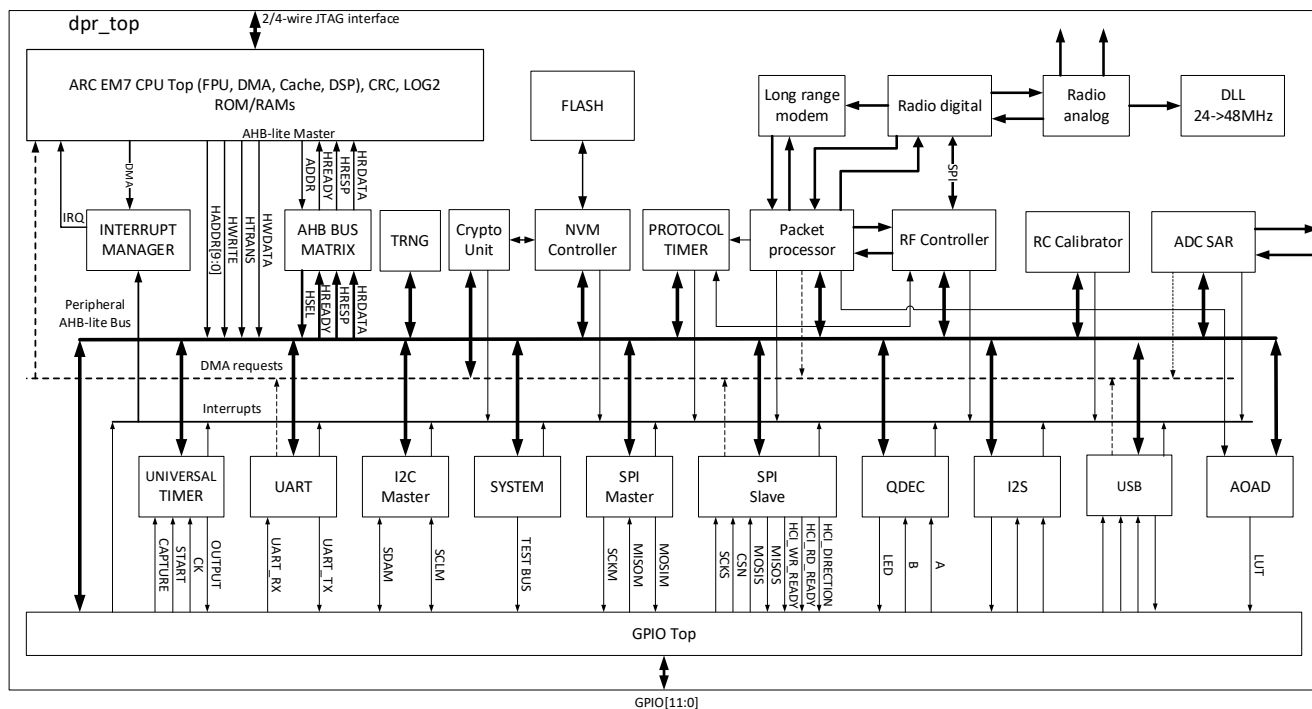 dpr_top
2/4-wire JTAG interface
ARC EM7 CPU Top (FPU, DMA, Cache, DSP), CRC, LOG2
ROM/RAMs
AHB-lite Master
FLASH
Long range
modem
Radio digital
Radio
analog
DLL
24->48MHz
IRQ
DMA
HADDR[9:0]
HWRITE
HTRANS
HWDATA
ADDR
HREADY
HRESP
HRDATA
SPI
INTERRUPT
MANAGER
AHB BUS
MATRIX
TRNG
Crypto
Unit
NVM
Controller
PROTOCOL
TIMER
Packet
processor
RF Controller
RC Calibrator
ADC SAR
Peripheral
AHB-lite Bus
HSEL
HREADY
HRESP
HRDATA
DMA requests
Interrupts
UNIVERSAL
TIMER
UART
I2C
Master
SYSTEM
SPI
Master
SPI
Slave
QDEC
I2S
USB
AOAD
CAPTURE
START
CK
OUTPUT
UART_RX
UART_TX
SDAM
SCLM
TEST BUS
SCKM
MISOM
MOSIM
SCKS
CSN
MOSIS
MISOS
HCI_WR_READY
HCI_RD_READY
HCI_DIRECTION
LED
B
A
LUT
GPIO Top
GPIO[11:0]